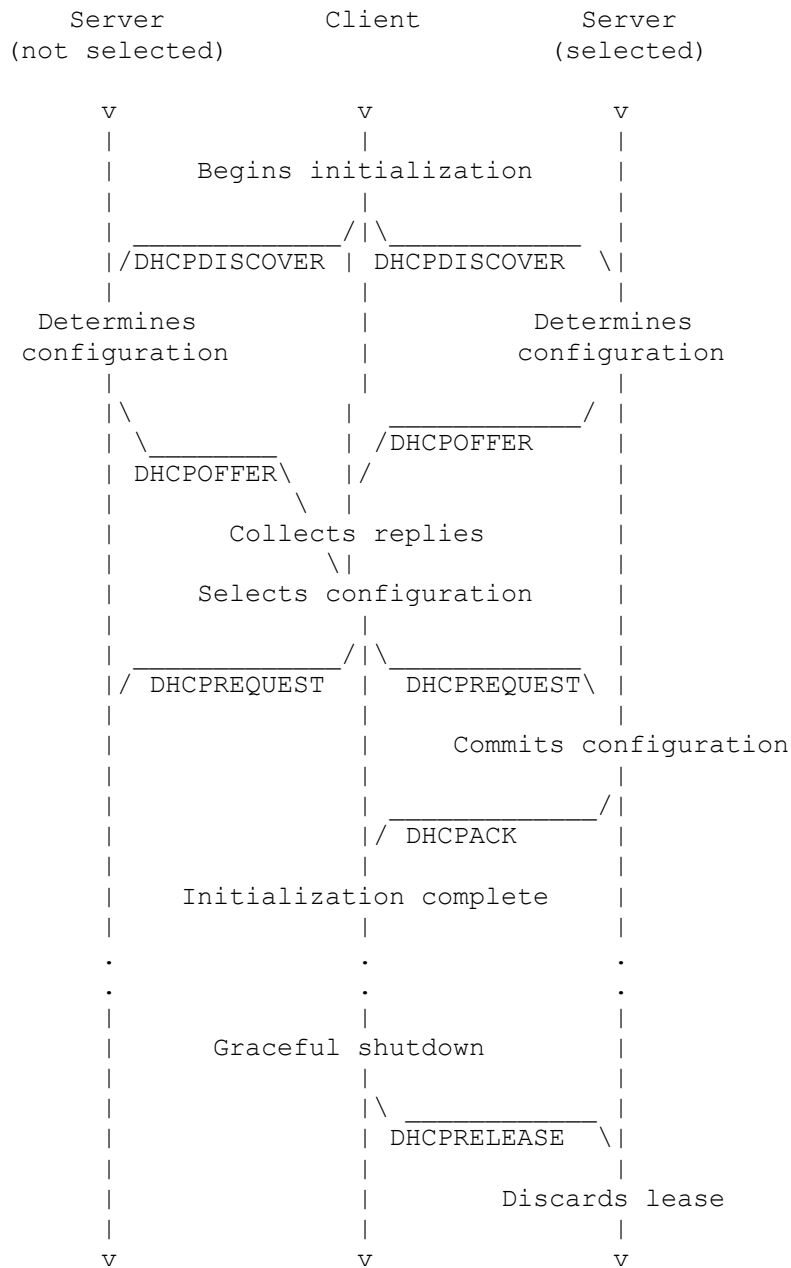 Server Client Server
(not selected) (selected)
v v v
Begins initialization
DHCPDISCOVER DHCPDISCOVER
Determines Determines
configuration configuration
DHCPOFFER
DHCPOFFER
Collects replies
Selects configuration
DHCPREQUEST DHCPREQUEST
Commits configuration
DHCPACK
Initialization complete
. . .
. . .
Graceful shutdown
DHCPRELEASE
Discards lease
v v v